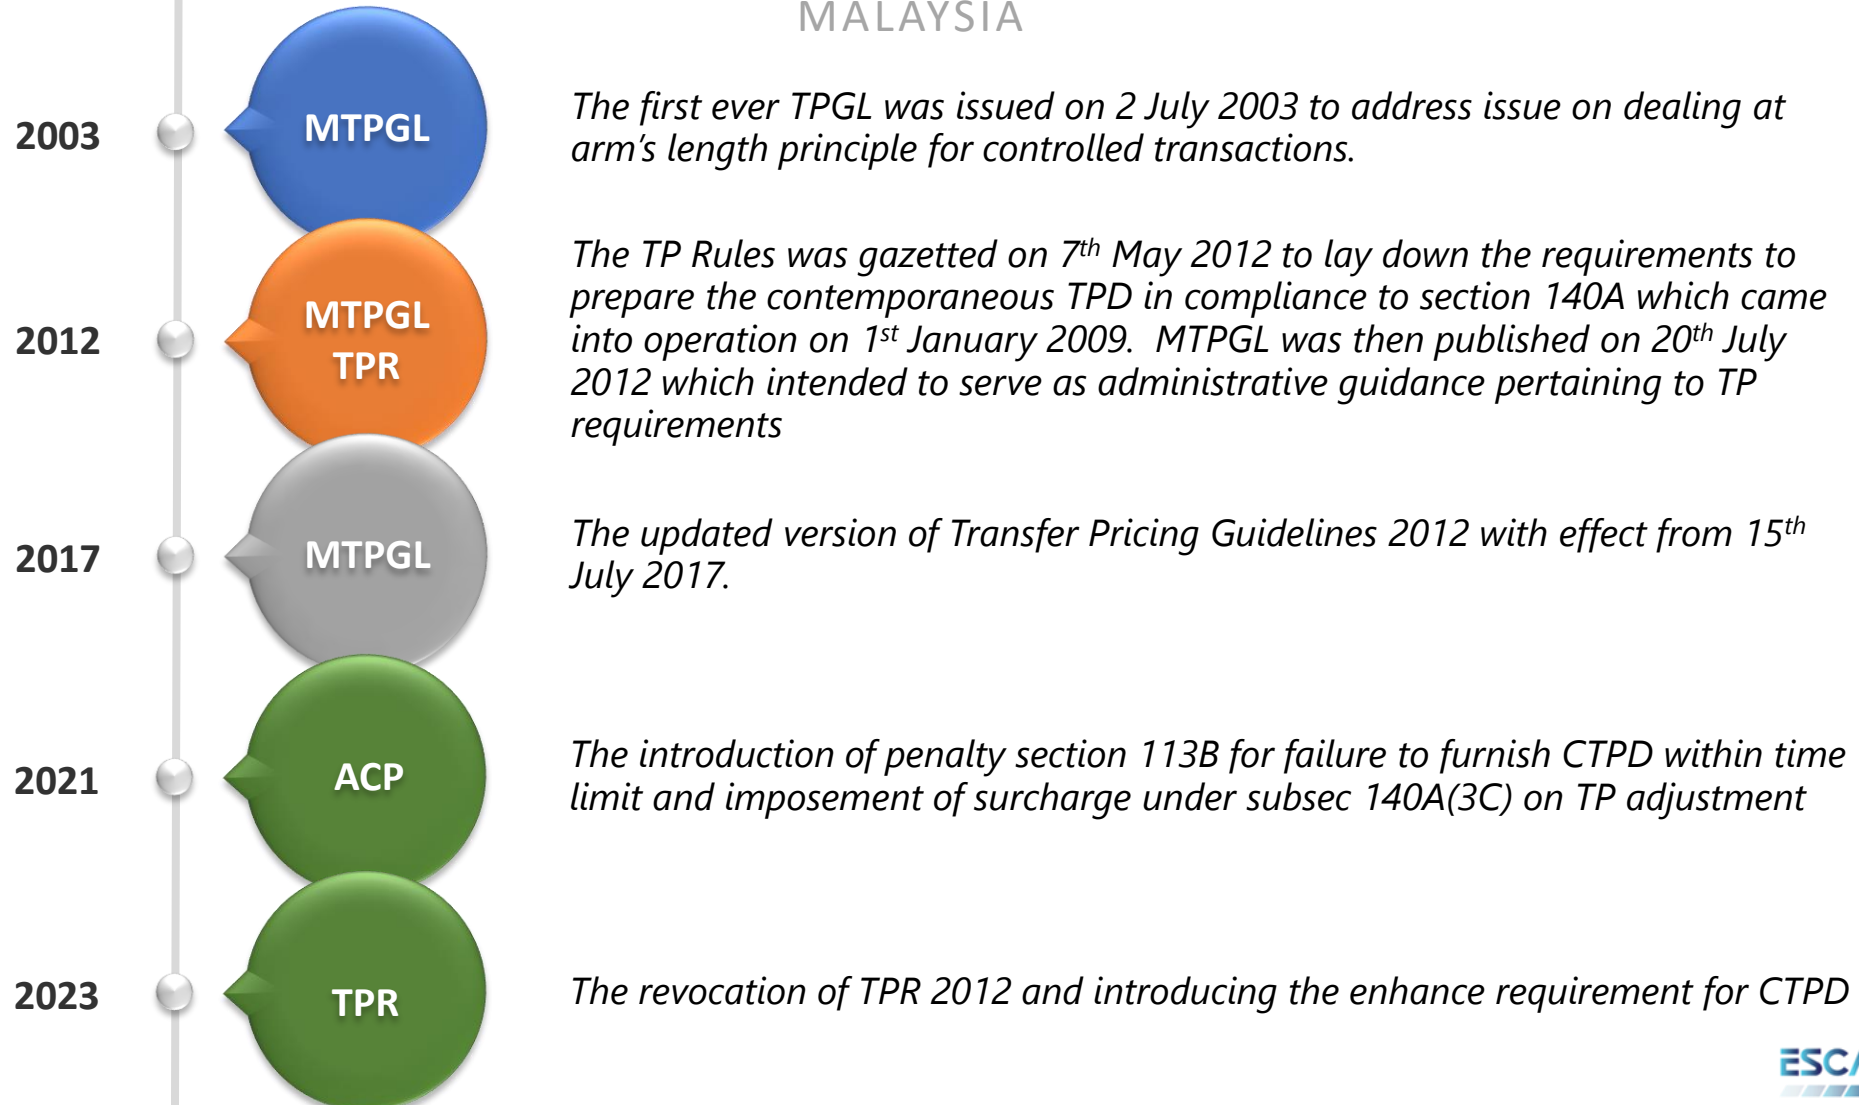 MALAYSIA
2003
MTPGL
The first ever TPGL was issued on 2 July 2003 to address issue on dealing at
arm's length principle for controlled transactions.
2012
MTPGL
TPR
The TP Rules was gazetted on 7th May 2012 to lay down the requirements to
prepare the contemporaneous TPD in compliance to section 140A which came
into operation on 1st January 2009.  MTPGL was then published on 20th July
2012 which intended to serve as administrative guidance pertaining to TP
requirements
2017
MTPGL
The updated version of Transfer Pricing Guidelines 2012 with effect from 15th
July 2017.
2021
ACP
The introduction of penalty section 113B for failure to furnish CTPD within time
limit and imposement of surcharge under subsec 140A(3C) on TP adjustment
2023
TPR
The revocation of TPR 2012 and introducing the enhance requirement for CTPD